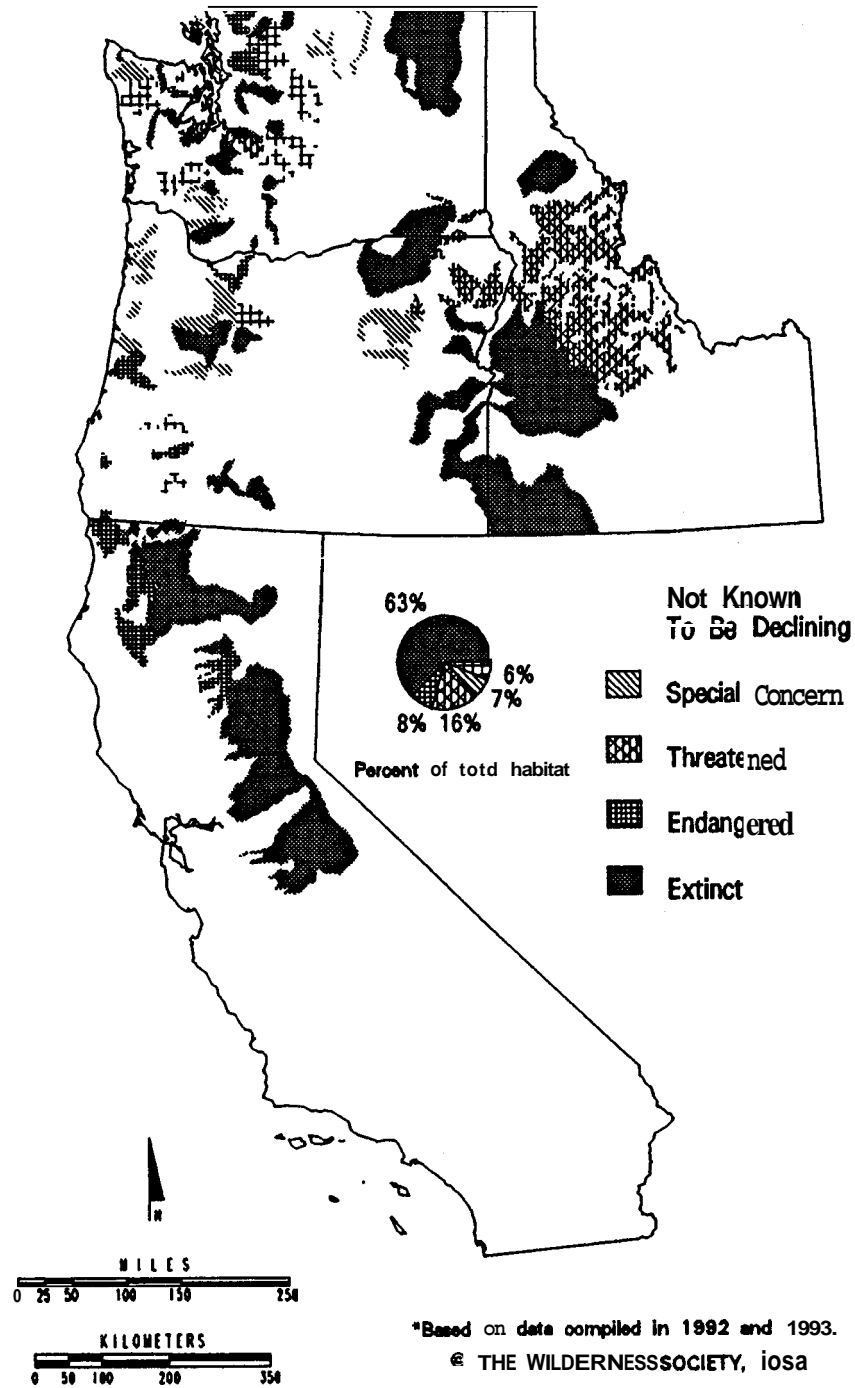 63%
6%
7%
8% 16%
Percent of totd habitat
Not Known
To Be Declining
Special Concern
Threatened
Endangered
Extinct
N
MILES
0 25 50 100 150 250
KILOMETERS
0 50 100 200 350
*Based on data compiled in 1992 and 1993.
© THE WILDERNESS SOCIETY, iosa